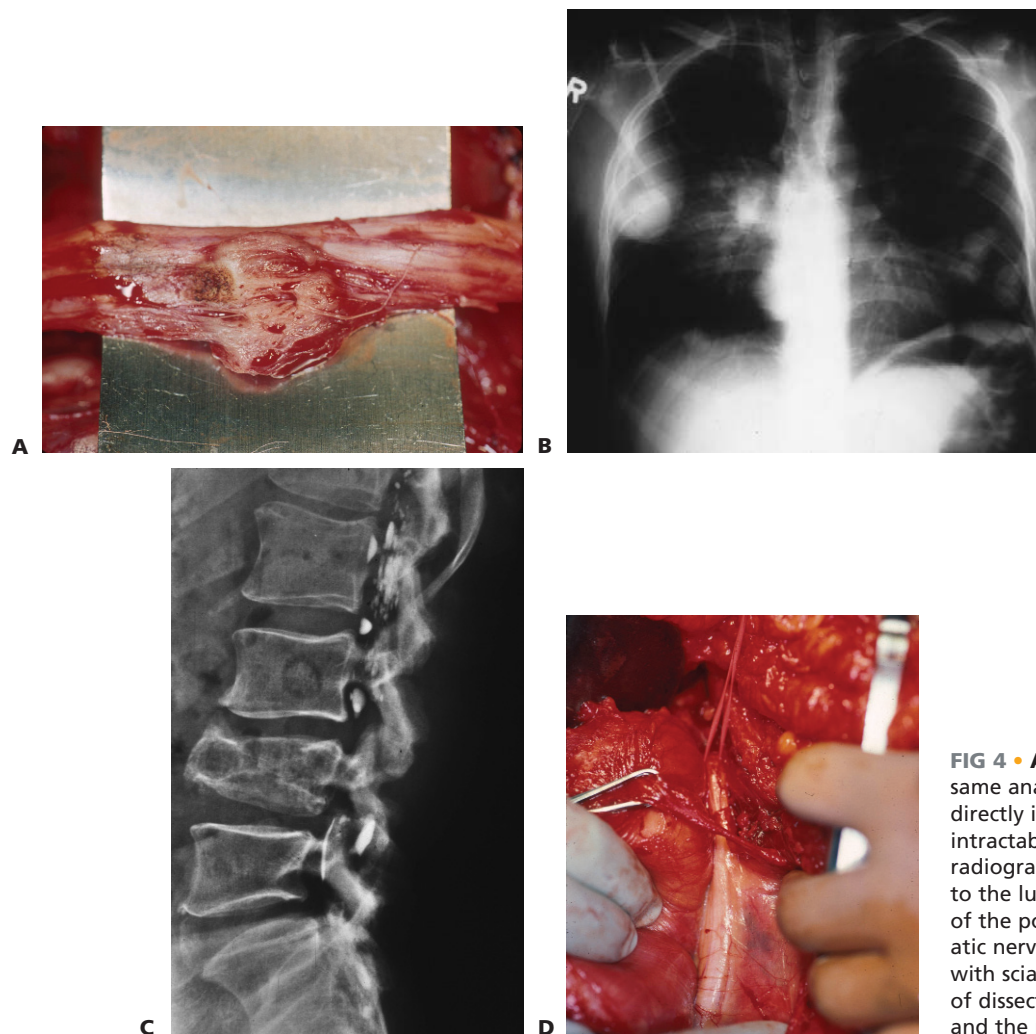 R
A
B
C
D
FIG 4 • A
same ana
directly i
intractab
radiogra
to the lu
of the po
atic nerv
with scia
of dissect
and the